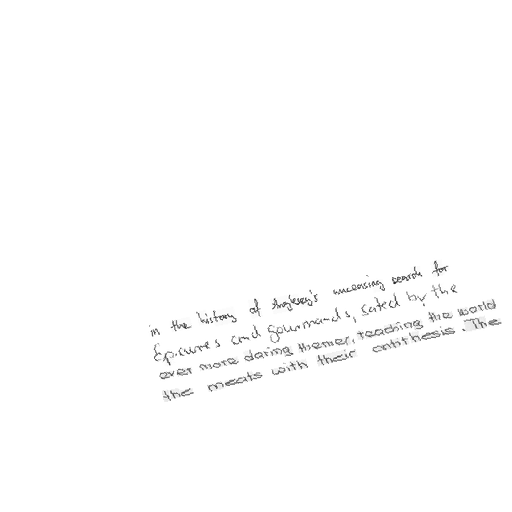 in the history of unceasing search for
Epicures and gourmands, sated by the
ever more daring themes, teaching the world
the meats with their antithesis. The